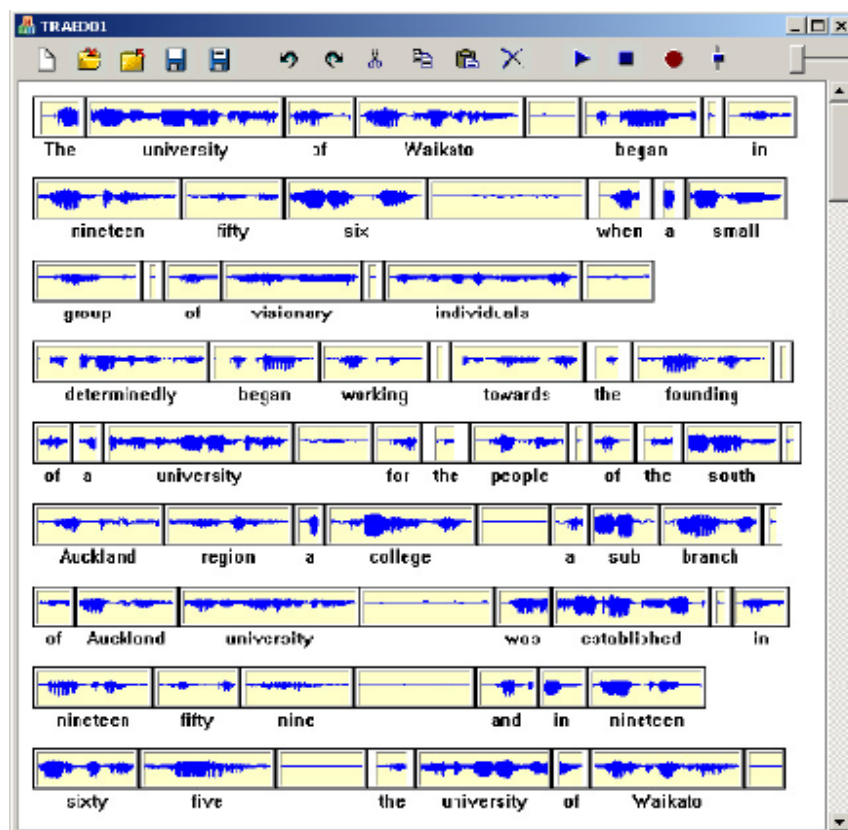 TRAED01
The university of Waikato began in
nineteen fifty six when a small
group of visionary individuals
determinedly began working towards the founding
of a university for the people of the south
Auckland region a college a sub branch
of Auckland university was established in
nineteen fifty nine and in nineteen
sixty five the university of Waikato